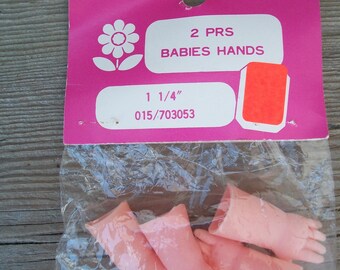 2 PRS
BABIES HANDS
1 1/4"
015/703053